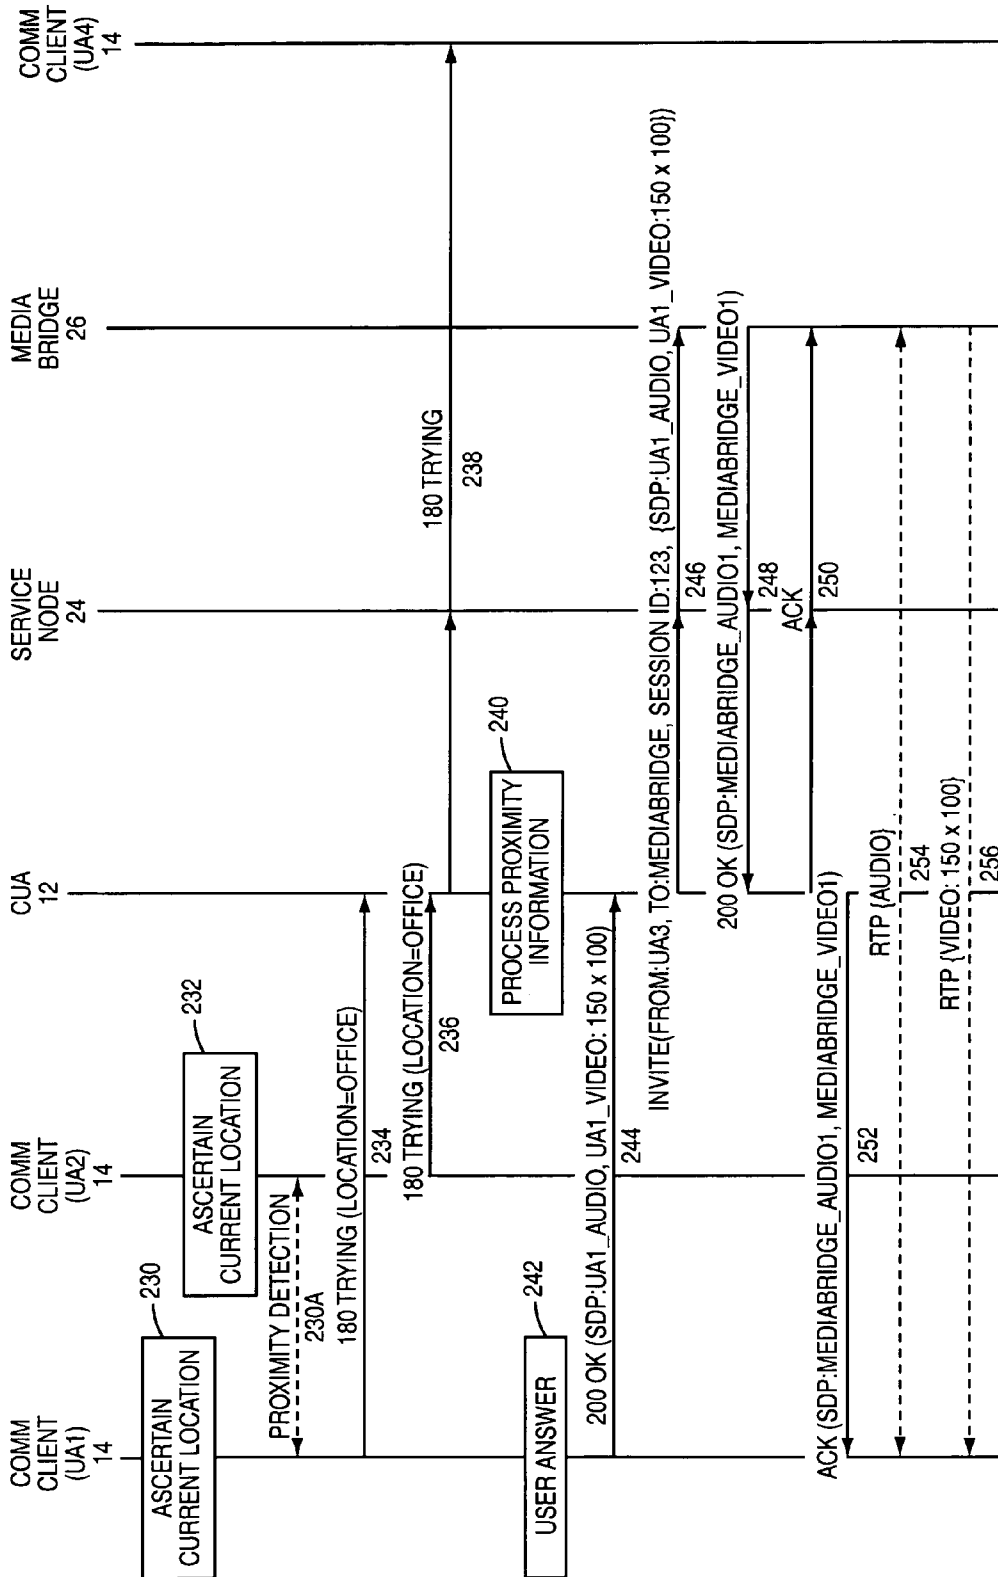 COMM
CLIENT
(UA1)
14
COMM
CLIENT
(UA2)
14
CUA
12
SERVICE
NODE
24
MEDIA
BRIDGE
26
COMM
CLIENT
(UA4)
14
230
ASCERTAIN
CURRENT LOCATION
232
ASCERTAIN
CURRENT LOCATION
PROXIMITY DETECTION
230A
180 TRYING (LOCATION=OFFICE)
234
180 TRYING (LOCATION=OFFICE)
236
180 TRYING
238
240
PROCESS PROXIMITY
INFORMATION
242
USER ANSWER
200 OK (SDP:UA1_AUDIO, UA1_VIDEO: 150 x 100)
244
INVITE(FROM:UA3, TO:MEDIABRIDGE, SESSION ID:123, {SDP:UA1_AUDIO, UA1_VIDEO:150 x 100})
246
200 OK (SDP:MEDIABRIDGE_AUDIO1, MEDIABRIDGE_VIDEO1)
248
ACK
250
ACK (SDP:MEDIABRIDGE_AUDIO1, MEDIABRIDGE_VIDEO1)
252
RTP {AUDIO}
254
RTP {VIDEO: 150 x 100}
256